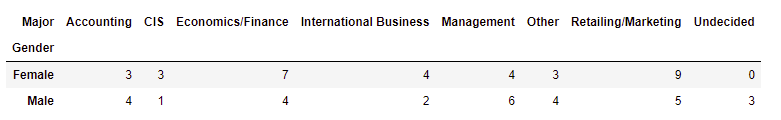 Major Accounting CIS Economics/Finance International Business Management Other Retailing/Marketing Undecided
Gender
Female 3 3 7 4 4 3 9 0
Male 4 1 4 2 6 4 5 3